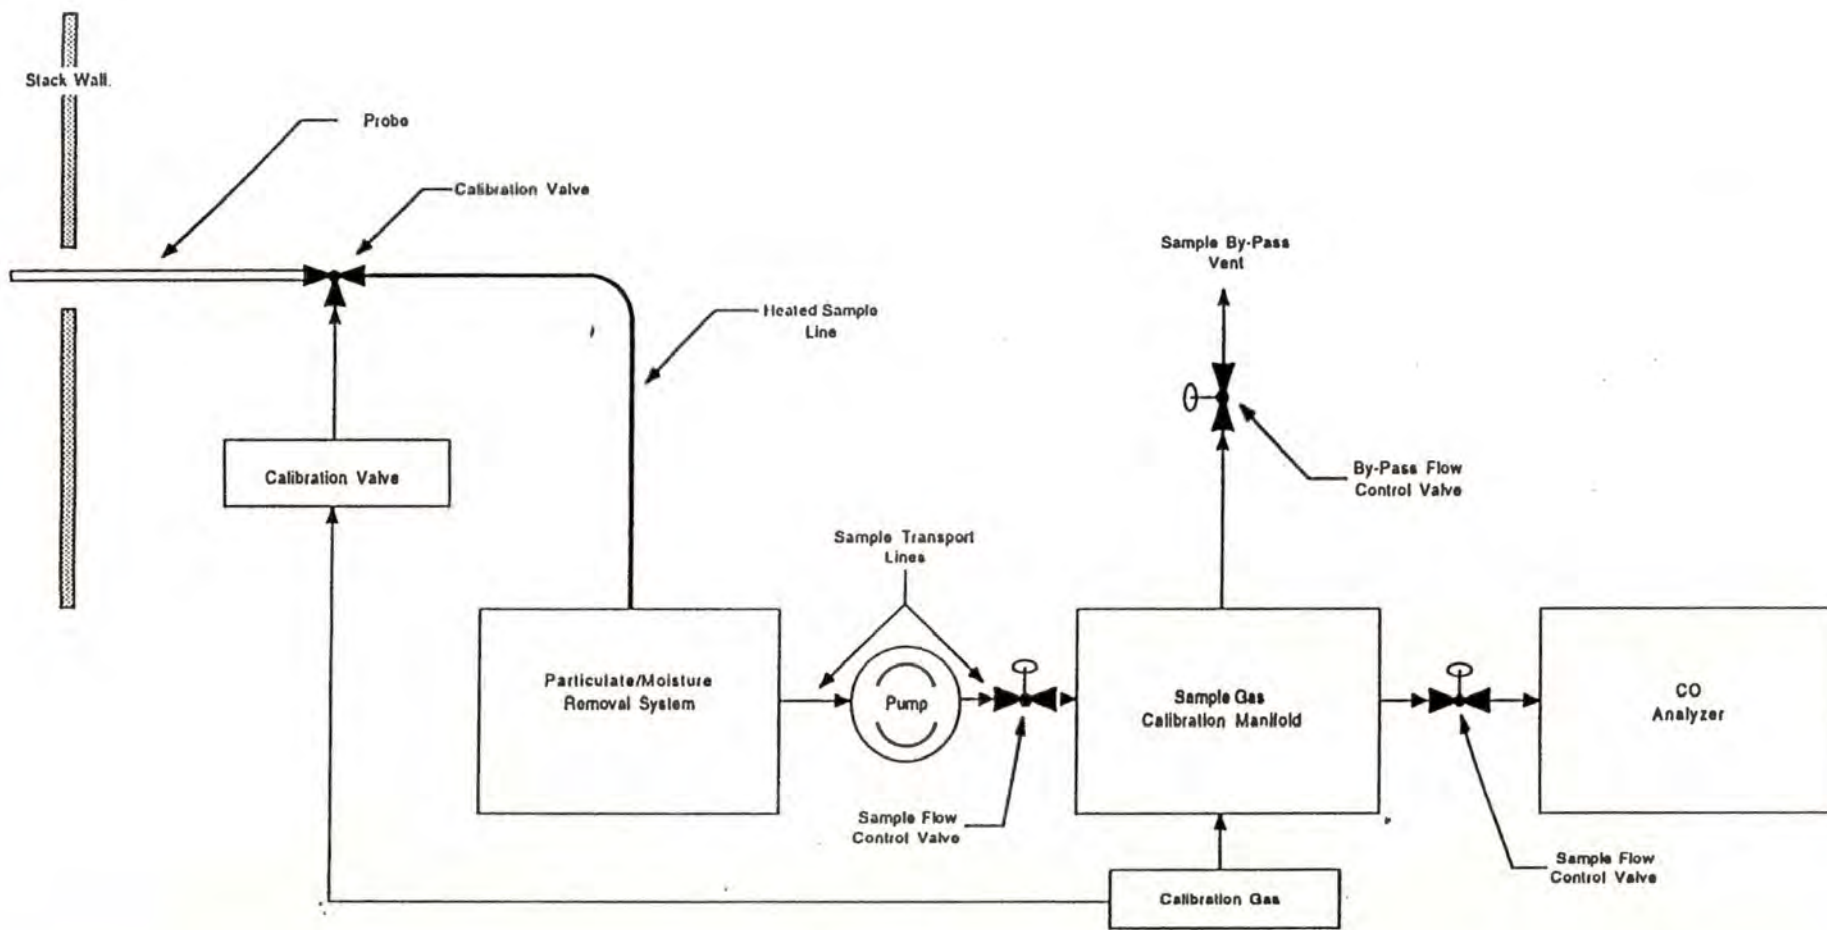 Stack Wall.
Probe
Calibration Valve
Sample By-Pass
Vent
Heated Sample
Line
Calibration Valve
By-Pass Flow
Control Valve
Sample Transport
Lines
Particulate/Moisture
Removal System
Pump
Sample Gas
Calibration Manifold
CO
Analyzer
Sample Flow
Control Valve
Sample Flow
Control Valve
Calibration Gas